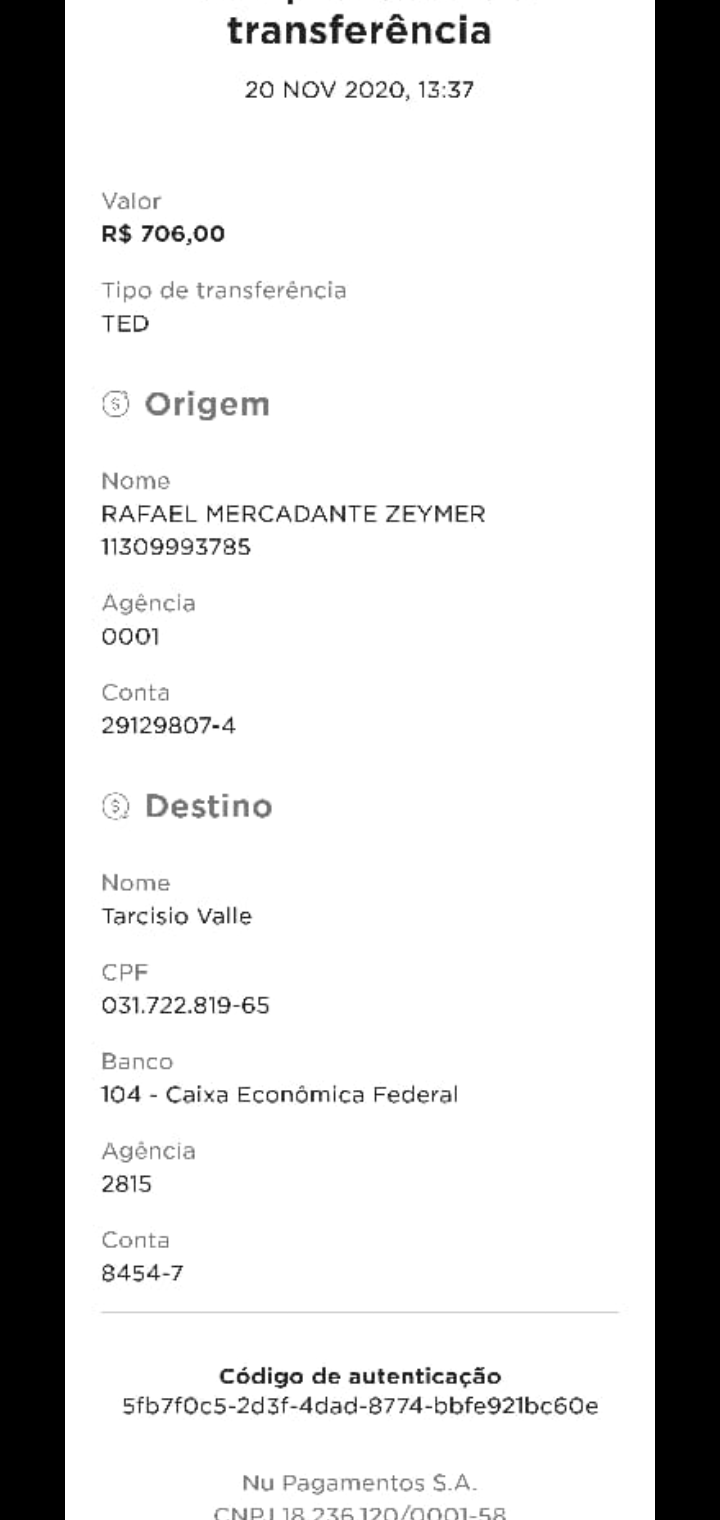 transferência
20 NOV 2020, 13:37
Valor
R$ 706,00
Tipo de transferência
TED
Origem
Nome
RAFAEL MERCADANTE ZEYMER
11309993785
Agência
0001
Conta
29129807-4
Destino
Nome
Tarcisio Valle
CPF
031.722.819-65
Banco
104 - Caixa Econômica Federal
Agência
2815
Conta
8454-7
Código de autenticação
5fb7f0c5-2d3f-4dad-8774-bbfe921bc60e
Nu Pagamentos S.A.
CNPJ 18.236.120/0001-58